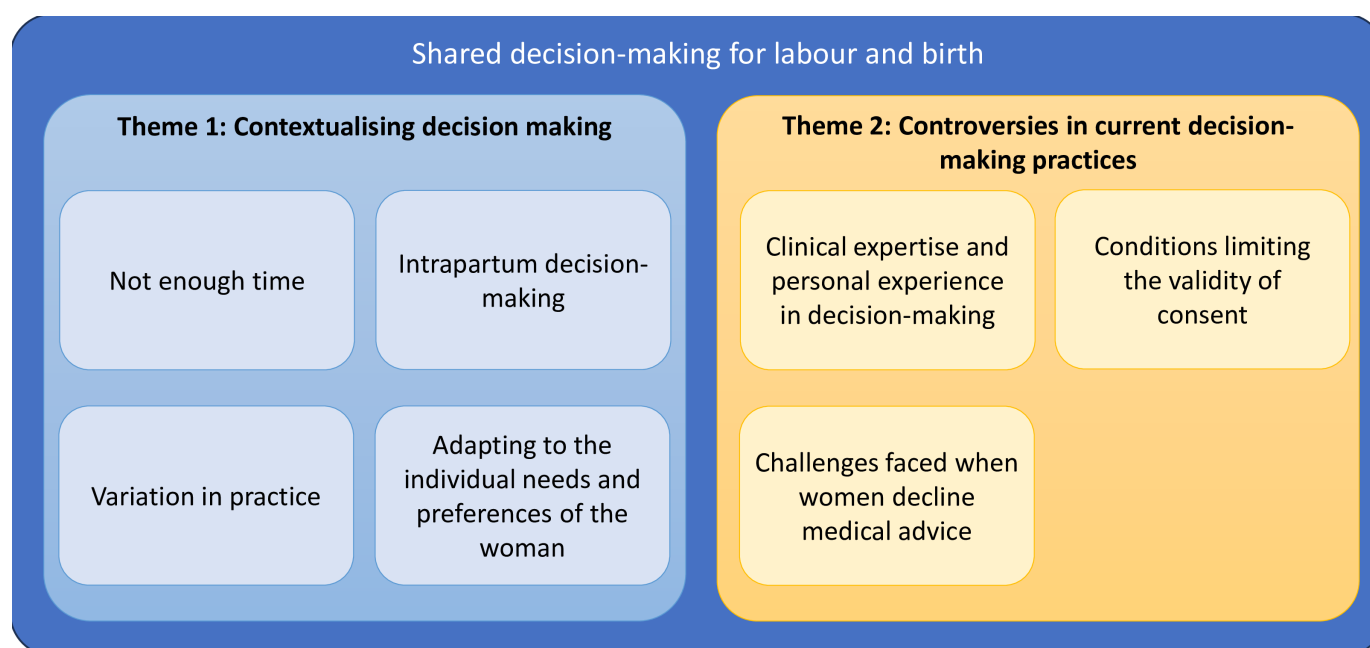 Shared decision-making for labour and birth
Theme 1: Contextualising decision making
Not enough time
Intrapartum decision-
making
Variation in practice
Adapting to the
individual needs and
preferences of the
woman
Theme 2: Controversies in current decision-
making practices
Clinical expertise and
personal experience
in decision-making
Conditions limiting
the validity of
consent
Challenges faced when
women decline
medical advice